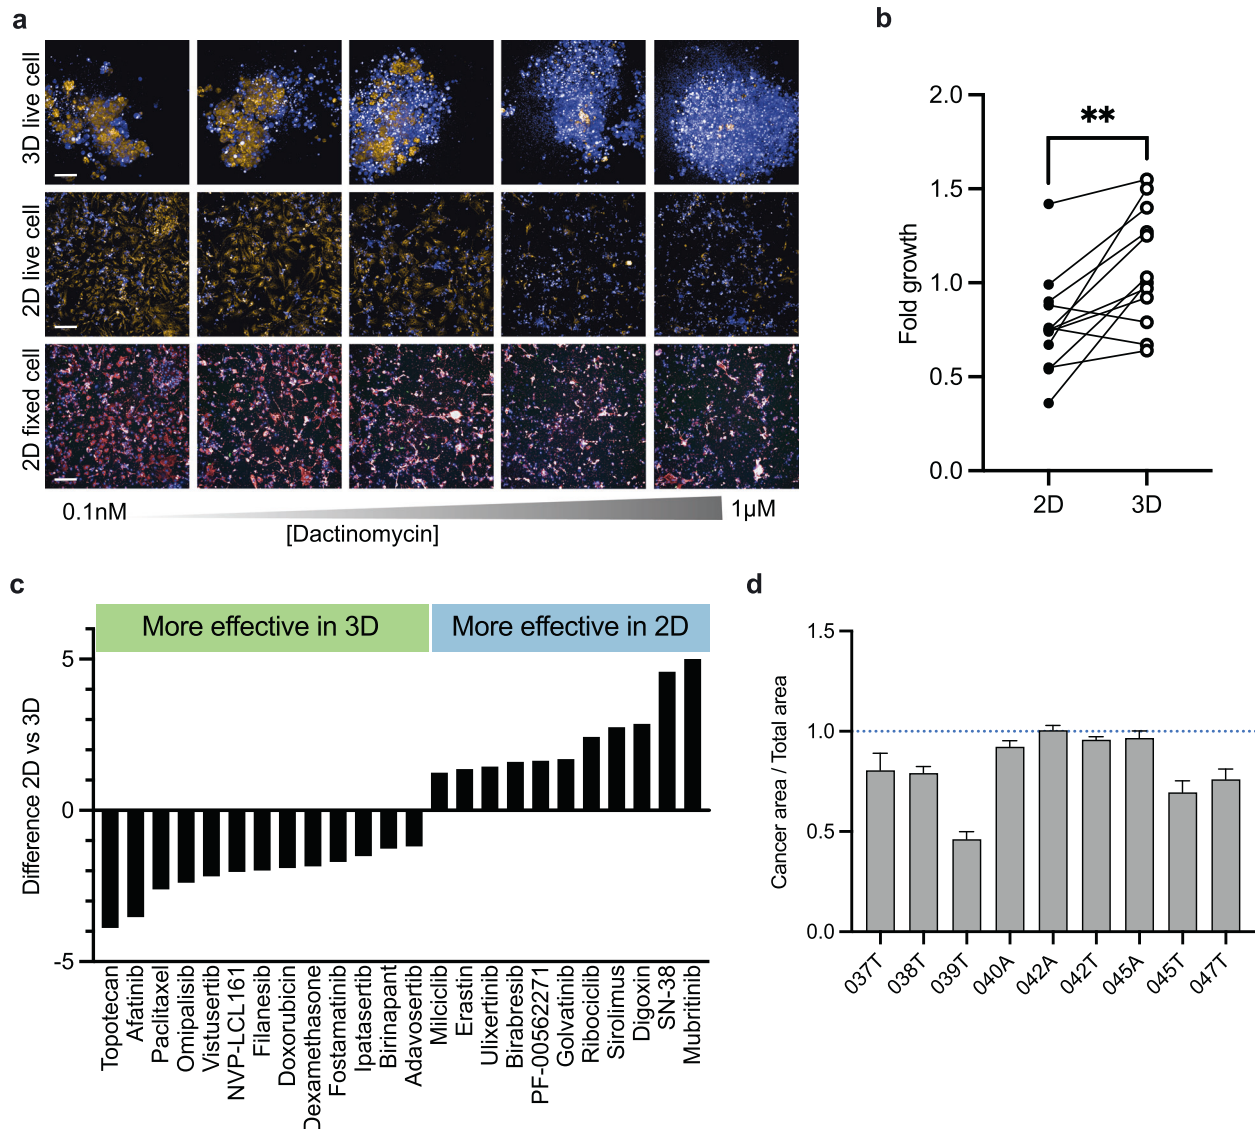 a
3D live cell
2D live cell
2D fixed cell
0.1nM
1µM
[Dactinomycin]
b
**
Fold growth
2.0
1.5
1.0
0.5
0.0
2D
3D
c
More effective in 3D
More effective in 2D
Difference 2D vs 3D
5
0
-5
Topotecan
Afatinib
Paclitaxel
Omipalisib
Vistusertib
NVP-LCL161
Filanesib
Doxorubicin
Dexamethasone
Fostamatinib
Ipatasertib
Birinapant
Adavosertib
Milciclib
Erastin
Ulixertinib
Birabresib
PF-00562271
Golvatinib
Ribociclib
Sirolimus
Digoxin
SN-38
Mubritinib
d
Cancer area / Total area
1.5
1.0
0.5
0.0
037T
038T
039T
040A
042A
042T
045A
045T
047T